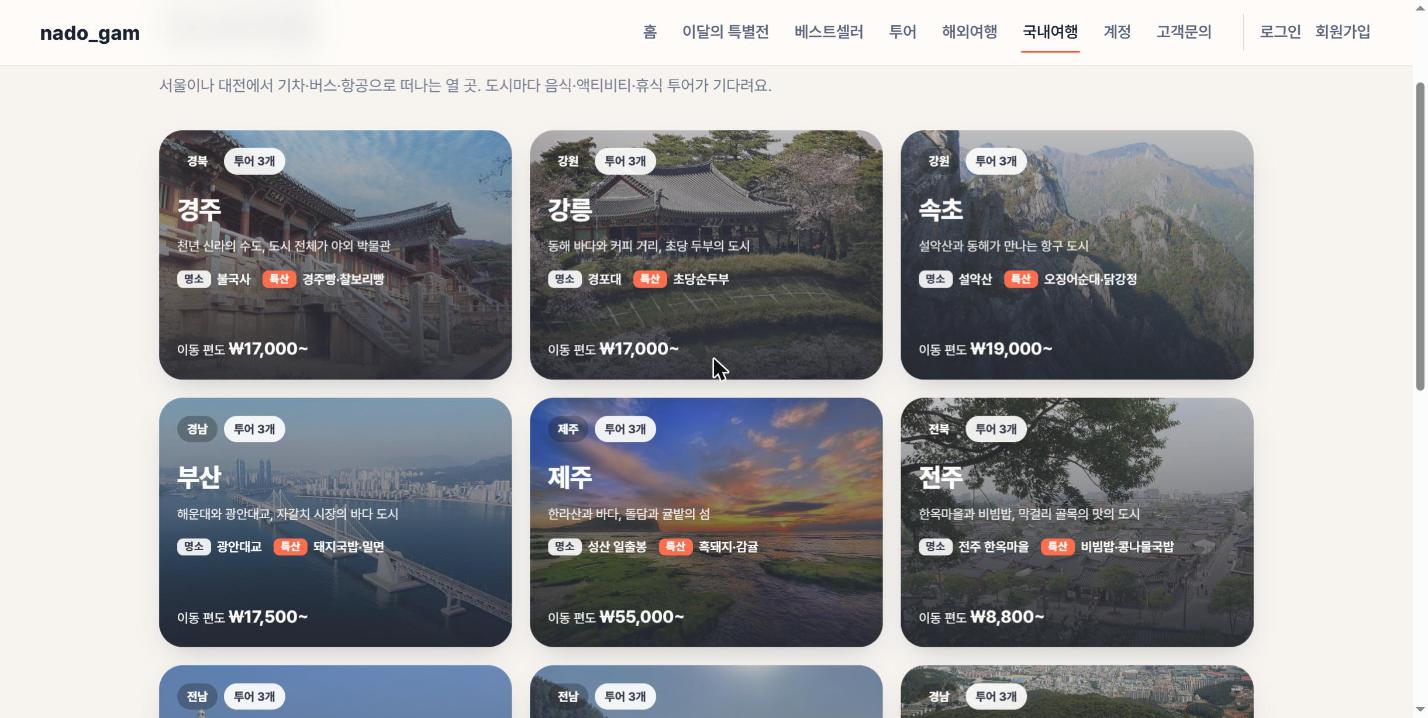 nado_gam
홈 이달의 특별전 베스트셀러 투어 해외여행 국내여행 계정 고객문의 로그인 회원가입
서울이나 대전에서 기차·버스·항공으로 떠나는 열 곳. 도시마다 음식·액티비티·휴식 투어가 기다려요.
경북 투어 3개
경주
천년 신라의 수도, 도시 전체가 야외 박물관
명소 불국사 특산 경주빵·찰보리빵
이동 편도 ₩17,000~
강원 투어 3개
강릉
동해 바다와 커피 거리, 초당 두부의 도시
명소 경포대 특산 초당순두부
이동 편도 ₩17,000~
강원 투어 3개
속초
설악산과 동해가 만나는 항구 도시
명소 설악산 특산 오징어순대·닭강정
이동 편도 ₩19,000~
경남 투어 3개
부산
해운대와 광안대교, 자갈치 시장의 바다 도시
명소 광안대교 특산 돼지국밥·밀면
이동 편도 ₩17,500~
제주 투어 3개
제주
한라산과 바다, 돌담과 귤밭의 섬
명소 성산 일출봉 특산 흑돼지·감귤
이동 편도 ₩55,000~
전북 투어 3개
전주
한옥마을과 비빔밥, 막걸리 골목의 맛의 도시
명소 전주 한옥마을 특산 비빔밥·콩나물국밥
이동 편도 ₩8,800~
전남 투어 3개
전남 투어 3개
경남 투어 3개